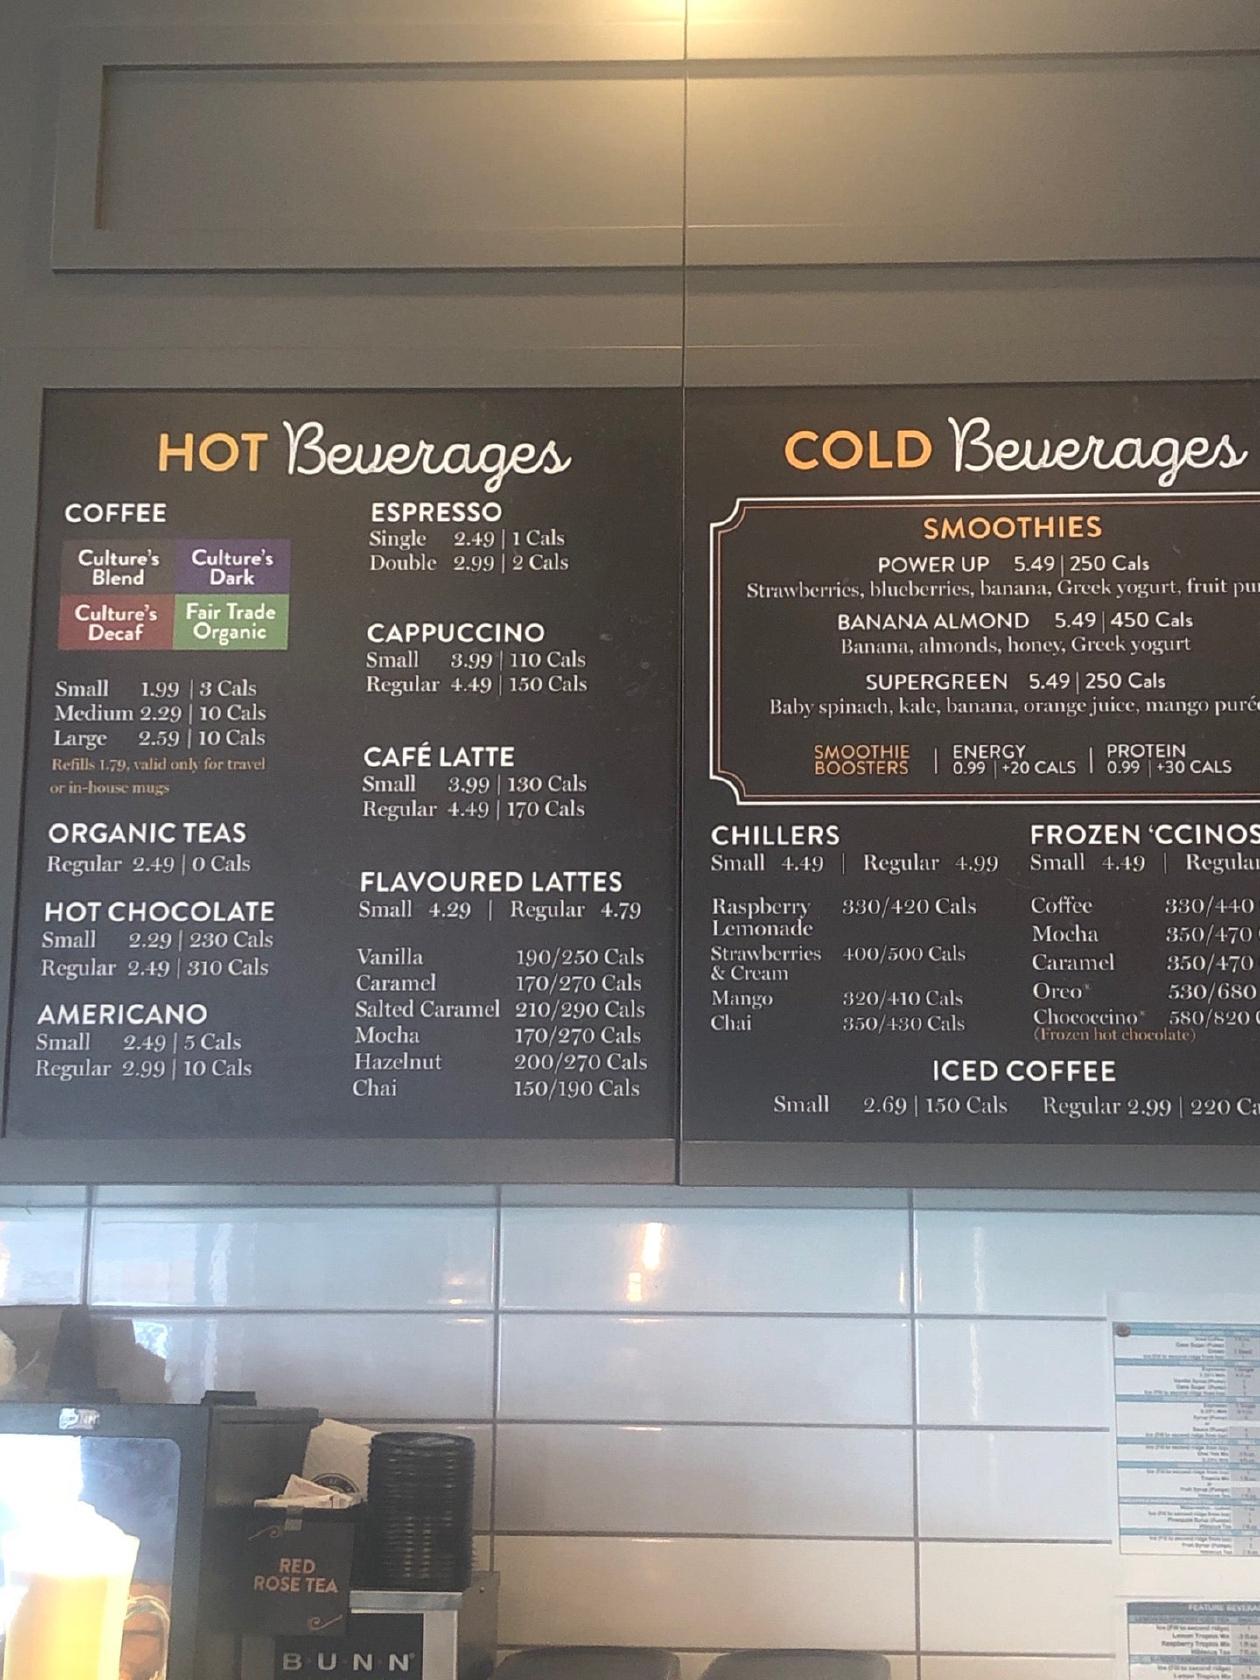 HOT Beverages
COFFEE
Culture's Blend
Culture's Dark
Culture's Decaf
Fair Trade Organic
Small 1.99 | 3 Cals
Medium 2.29 | 10 Cals
Large 2.59 | 10 Cals
Refills 1.79, valid only for travel
or in-house mugs
ORGANIC TEAS
Regular 2.49 | 0 Cals
HOT CHOCOLATE
Small 2.29 | 230 Cals
Regular 2.49 | 310 Cals
AMERICANO
Small 2.49 | 5 Cals
Regular 2.99 | 10 Cals
ESPRESSO
Single 2.49 | 1 Cals
Double 2.99 | 2 Cals
CAPPUCCINO
Small 3.99 | 110 Cals
Regular 4.49 | 150 Cals
CAFÉ LATTE
Small 3.99 | 130 Cals
Regular 4.49 | 170 Cals
FLAVOURED LATTES
Small 4.29 | Regular 4.79
Vanilla 190/250 Cals
Caramel 170/270 Cals
Salted Caramel 210/290 Cals
Mocha 170/270 Cals
Hazelnut 200/270 Cals
Chai 150/190 Cals
COLD Beverages
SMOOTHIES
POWER UP 5.49 | 250 Cals
Strawberries, blueberries, banana, Greek yogurt, fruit pu
BANANA ALMOND 5.49 | 450 Cals
Banana, almonds, honey, Greek yogurt
SUPERGREEN 5.49 | 250 Cals
Baby spinach, kale, banana, orange juice, mango purée
SMOOTHIE BOOSTERS | ENERGY 0.99 | +20 CALS | PROTEIN 0.99 | +30 CALS
CHILLERS
Small 4.49 | Regular 4.99
Raspberry Lemonade 330/420 Cals
Strawberries & Cream 400/500 Cals
Mango 320/410 Cals
Chai 350/430 Cals
FROZEN 'CCINOS
Small 4.49 | Regular
Coffee 330/440
Mocha 350/470
Caramel 350/470
Oreo* 530/680
Chococcino* 580/820
(Frozen hot chocolate)
ICED COFFEE
Small 2.69 | 150 Cals Regular 2.99 | 220 Ca
RED
ROSE TEA
BUNN
FEATURE BEVERA